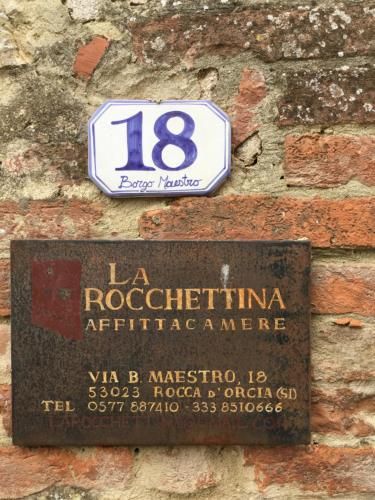 18
Borgo Maestro
LA
ROCCHETTINA
AFFITTACAMERE
VIA B. MAESTRO, 18
53023 ROCCA D'ORCIA (SI)
TEL 0577 887410 - 333 8510666